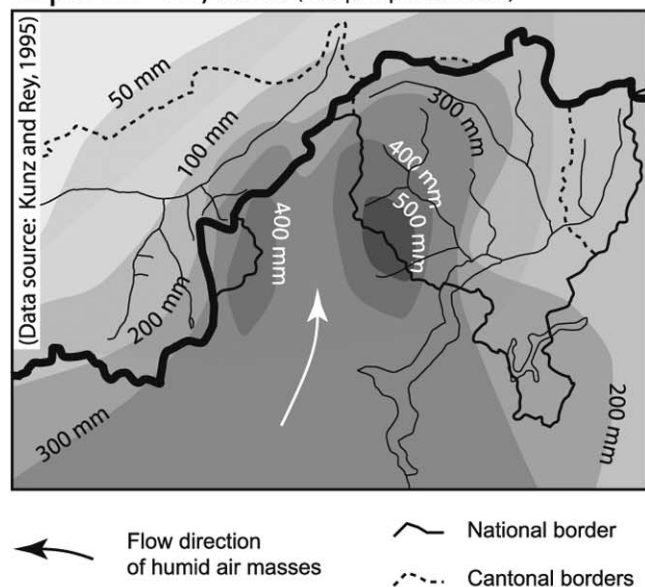 (Data source: Kunz and Rey, 1995)
50 mm
100 mm
200 mm
300 mm
400 mm
300 mm
400 mm
500 mm
200 mm
Flow direction
of humid air masses
National border
Cantonal borders